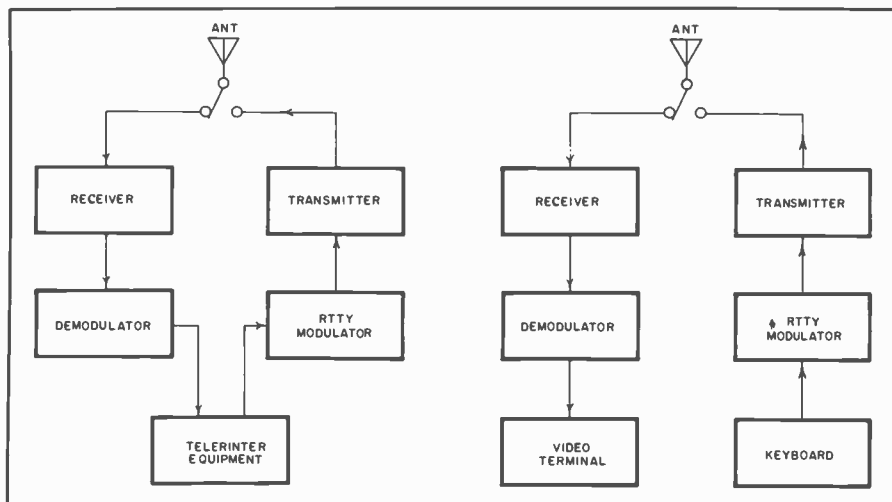 ANT
RECEIVER
TRANSMITTER
DEMODULATOR
RTTY
MODULATOR
TELERINTER
EQUIPMENT
ANT
RECEIVER
TRANSMITTER
DEMODULATOR
RTTY
MODULATOR
VIDEO
TERMINAL
KEYBOARD